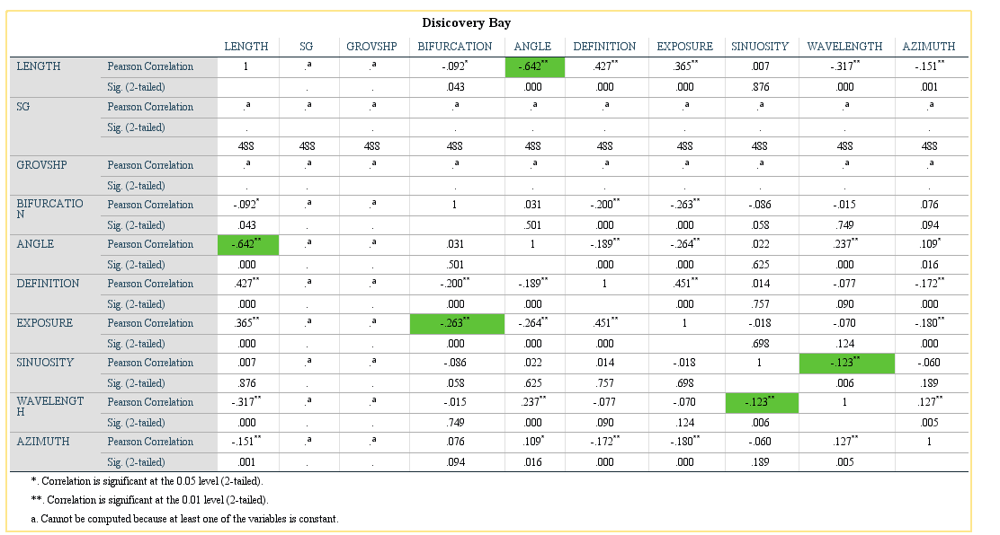 Disicovery Bay
LENGTH SG GROVSHP BIFURCATION ANGLE DEFINITION EXPOSURE SINUOSITY WAVELENGTH AZIMUTH
LENGTH Pearson Correlation 1 .a .a -.092* -.642** .427** .365** .007 -.317** -.151**
Sig. (2-tailed) . . .043 .000 .000 .000 .876 .000 .001
SG Pearson Correlation .a .a .a .a .a .a .a .a .a .a
Sig. (2-tailed) . . . . . . . . .
488 488 488 488 488 488 488 488 488 488
GROVSHP Pearson Correlation .a .a .a .a .a .a .a .a .a .a
Sig. (2-tailed) . . . . . . . . .
BIFURCATIO
N Pearson Correlation -.092* .a .a 1 .031 -.200** -.263** -.086 -.015 .076
Sig. (2-tailed) .043 . . .501 .000 .000 .058 .749 .094
ANGLE Pearson Correlation -.642** .a .a .031 1 -.189** -.264** .022 .237** .109*
Sig. (2-tailed) .000 . . .501 .000 .000 .625 .000 .016
DEFINITION Pearson Correlation .427** .a .a -.200** -.189** 1 .451** .014 -.077 -.172**
Sig. (2-tailed) .000 . . .000 .000 .000 .757 .090 .000
EXPOSURE Pearson Correlation .365** .a .a -.263** -.264** .451** 1 -.018 -.070 -.180**
Sig. (2-tailed) .000 . . .000 .000 .000 .698 .124 .000
SINUOSITY Pearson Correlation .007 .a .a -.086 .022 .014 -.018 1 -.123** -.060
Sig. (2-tailed) .876 . . .058 .625 .757 .698 .006 .189
WAVELENGT
H Pearson Correlation -.317** .a .a -.015 .237** -.077 -.070 -.123** 1 .127**
Sig. (2-tailed) .000 . . .749 .000 .090 .124 .006 .005
AZIMUTH Pearson Correlation -.151** .a .a .076 .109* -.172** -.180** -.060 .127** 1
Sig. (2-tailed) .001 . . .094 .016 .000 .000 .189 .005
*. Correlation is significant at the 0.05 level (2-tailed).
**. Correlation is significant at the 0.01 level (2-tailed).
a. Cannot be computed because at least one of the variables is constant.